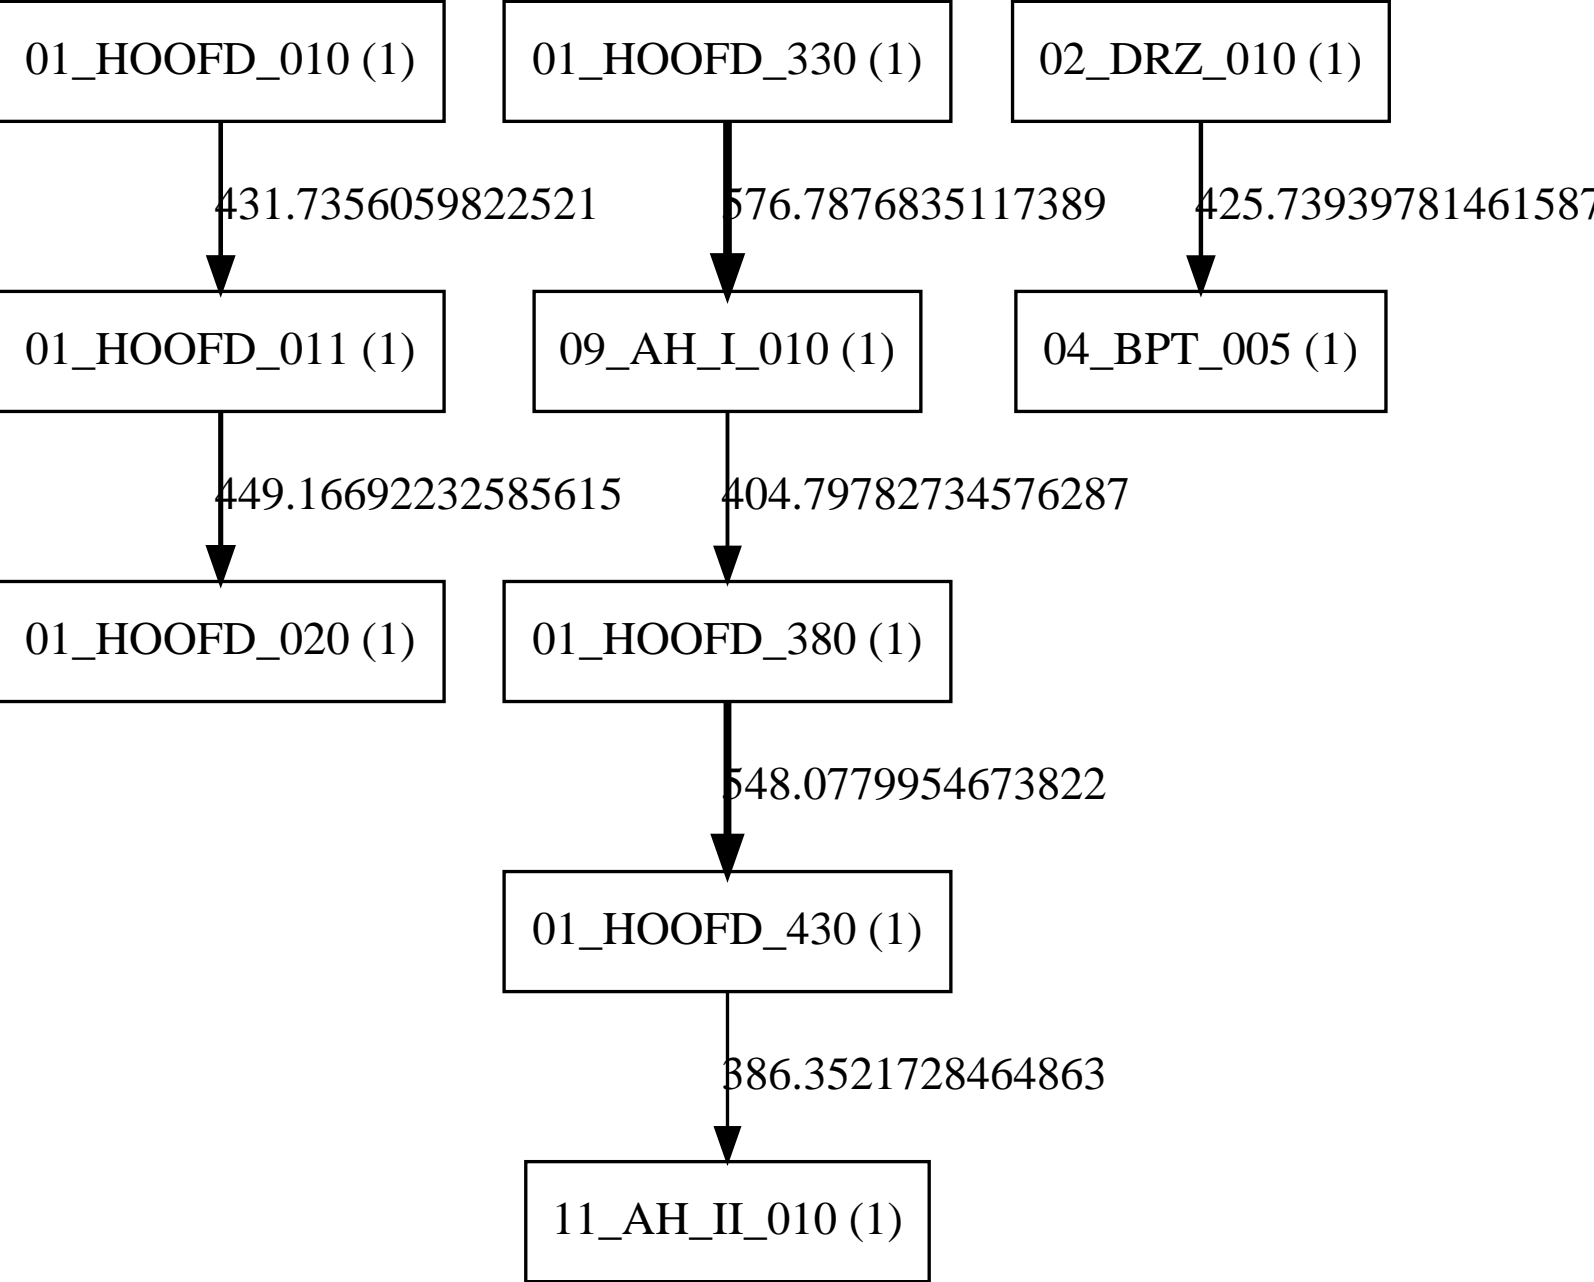 01_HOOFD_010 (1)
01_HOOFD_330 (1)
02_DRZ_010 (1)
431.7356059822521
576.7876835117389
425.73939781461587
01_HOOFD_011 (1)
09_AH_I_010 (1)
04_BPT_005 (1)
449.16692232585615
404.79782734576287
01_HOOFD_020 (1)
01_HOOFD_380 (1)
548.0779954673822
01_HOOFD_430 (1)
386.3521728464863
11_AH_II_010 (1)